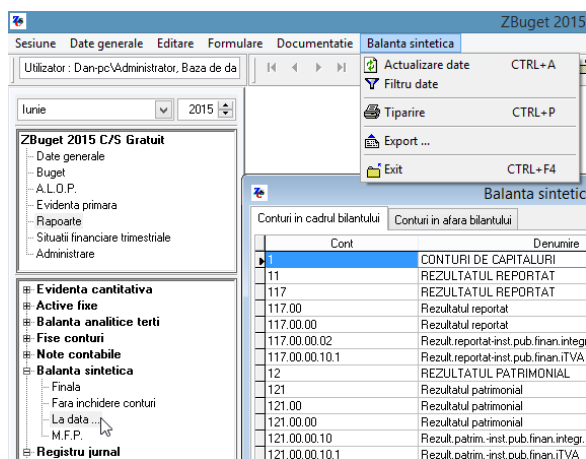 ZBuget 2015
Sesiune Date generale Editare Formulare Documentatie Balanta sintetica
Utilizator : Dan-pc\Administrator, Baza de da
Actualizare date CTRL+A
Filtru date
Tiparire CTRL+P
Export ...
Exit CTRL+F4
Iunie 2015
ZBuget 2015 C/S Gratuit
Date generale
Buget
A.L.O.P.
Evidenta primara
Rapoarte
Situatii financiare trimestriale
Administrare
Evidenta cantitativa
Active fixe
Balanta analitice terti
Fise conturi
Note contabile
Balanta sintetica
Finala
Fara inchidere conturi
La data ...
M.F.P.
Registru jurnal
Balanta sintetic
Conturi in cadrul bilantului Conturi in afara bilantului
Cont Denumire
1 CONTURI DE CAPITALURI
11 REZULTATUL REPORTAT
117 REZULTATUL REPORTAT
117.00 Rezultatul reportat
117.00.00 Rezultatul reportat
117.00.00.02 Rezult.reportat-inst.pub.finan.integr
117.00.00.10.1 Rezult.reportat-inst.pub.finan.iTVA
12 REZULTATUL PATRIMONIAL
121 Rezultatul patrimonial
121.00 Rezultatul patrimonial
121.00.00 Rezultatul patrimonial
121.00.00.10 Rezult.patrim.-inst.pub.finan.integr.
121.00.00.10.1 Rezult.patrim.-inst.pub.finan.iTVA